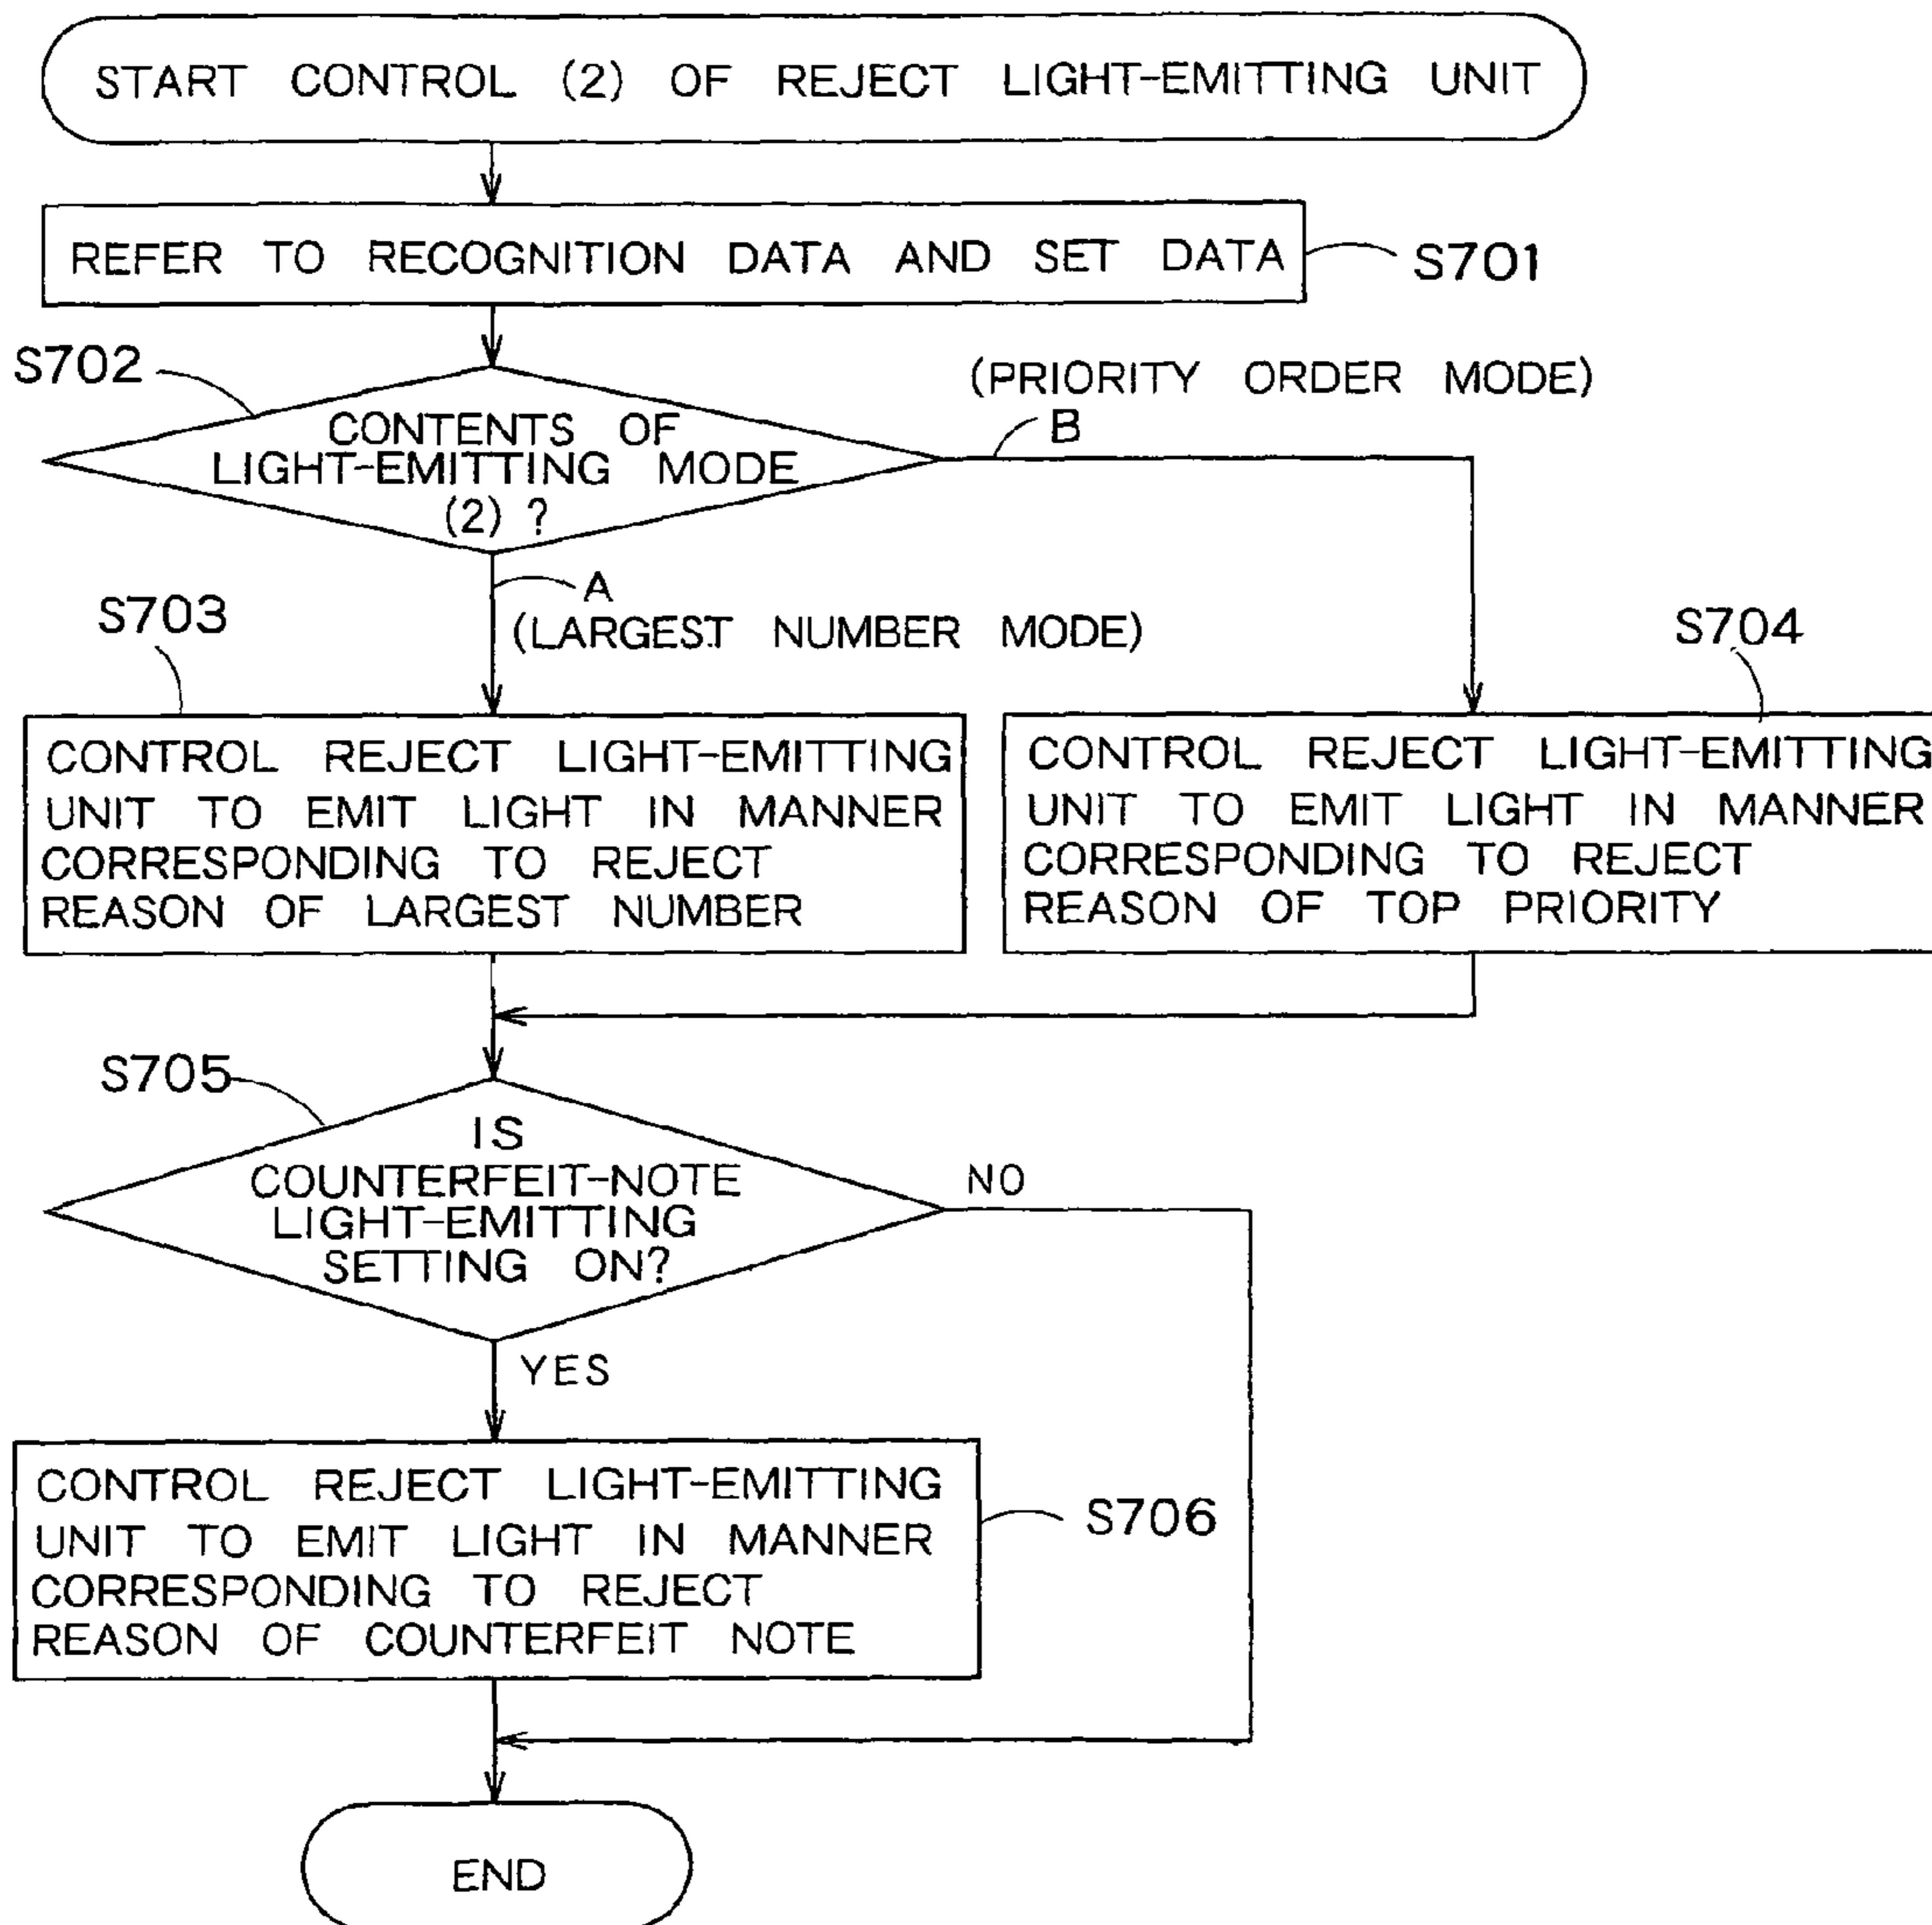 START CONTROL (2) OF REJECT LIGHT-EMITTING UNIT
REFER TO RECOGNITION DATA AND SET DATA
S701
S702
CONTENTS OF
LIGHT-EMITTING MODE
(2) ?
(PRIORITY ORDER MODE)
B
A
(LARGEST NUMBER MODE)
S703
CONTROL REJECT LIGHT-EMITTING
UNIT TO EMIT LIGHT IN MANNER
CORRESPONDING TO REJECT
REASON OF LARGEST NUMBER
S704
CONTROL REJECT LIGHT-EMITTING
UNIT TO EMIT LIGHT IN MANNER
CORRESPONDING TO REJECT
REASON OF TOP PRIORITY
S705
IS
COUNTERFEIT-NOTE
LIGHT-EMITTING
SETTING ON?
NO
YES
CONTROL REJECT LIGHT-EMITTING
UNIT TO EMIT LIGHT IN MANNER
CORRESPONDING TO REJECT
REASON OF COUNTERFEIT NOTE
S706
END